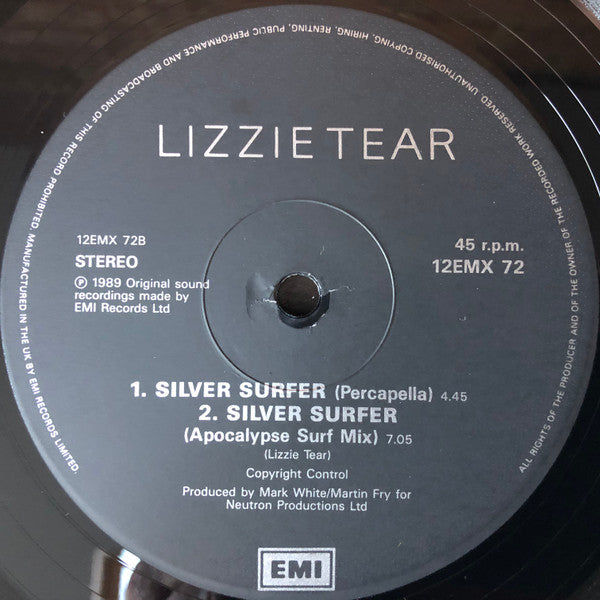 LIZZIE TEAR
12EMX 72B
STEREO
℗ 1989 Original sound
recordings made by
EMI Records Ltd
45 r.p.m.
12EMX 72
1. SILVER SURFER (Percapella) 4.45
2. SILVER SURFER
(Apocalypse Surf Mix) 7.05
(Lizzie Tear)
Copyright Control
Produced by Mark White/Martin Fry for
Neutron Productions Ltd
EMI
ALL RIGHTS OF THE PRODUCER AND OF THE OWNER OF THE RECORDED WORK RESERVED. UNAUTHORISED COPYING, HIRING, RENTING, PUBLIC PERFORMANCE AND BROADCASTING OF THIS RECORD PROHIBITED. MANUFACTURED IN THE UK BY EMI RECORDS LIMITED.